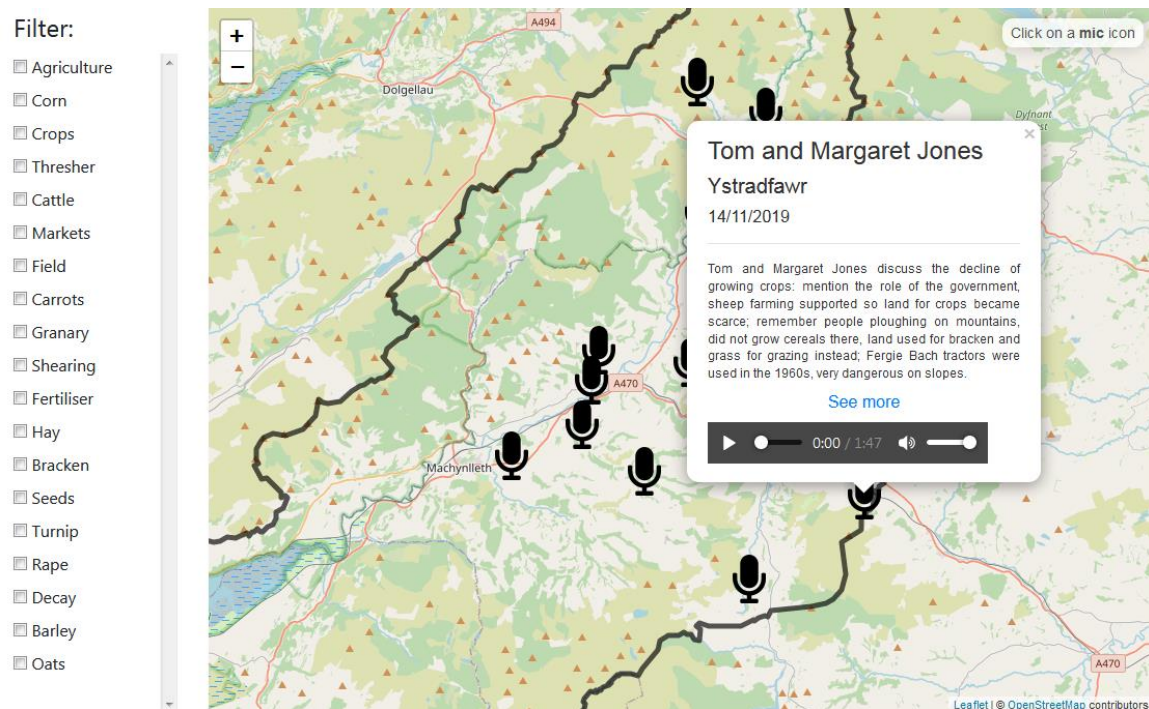 Filter:
Agriculture
Corn
Crops
Thresher
Cattle
Markets
Field
Carrots
Granary
Shearing
Fertiliser
Hay
Bracken
Seeds
Turnip
Rape
Decay
Barley
Oats
+
−
A494
Dolgellau
Click on a mic icon
Dyfnant
×
Tom and Margaret Jones
Ystradfawr
14/11/2019
Tom and Margaret Jones discuss the decline of
growing crops: mention the role of the government,
sheep farming supported so land for crops became
scarce; remember people ploughing on mountains,
did not grow cereals there, land used for bracken and
grass for grazing instead; Fergie Bach tractors were
used in the 1960s, very dangerous on slopes.
See more
0:00 / 1:47
A470
Machynlleth
A470
Leaflet | © OpenStreetMap contributors